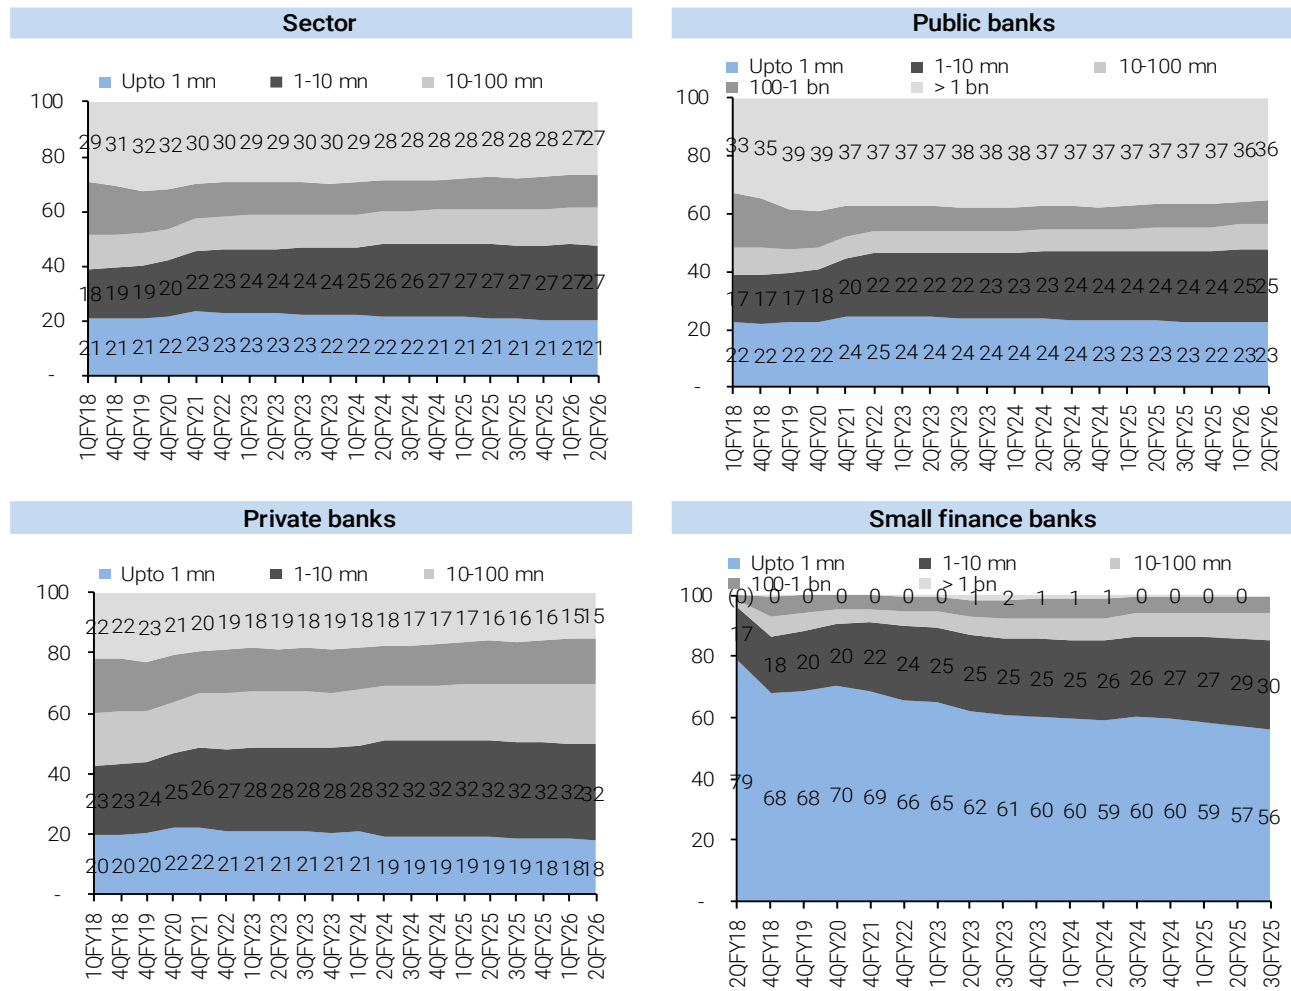 Sector
Upto 1 mn 1-10 mn 10-100 mn
100
29 31 32 32 30 30 29 29 30 30 29 28 28 28 28 28 28 28 27 27
80
60
40
18 19 19 20 22 23 24 24 24 24 25 26 26 27 27 27 27 27 27 27
20
21 21 21 22 23 23 23 23 23 22 22 22 22 21 21 21 21 21 21 21
-
1QFY18 4QFY18 4QFY19 4QFY20 4QFY21 4QFY22 1QFY23 2QFY23 3QFY23 4QFY23 1QFY24 2QFY24 3QFY24 4QFY24 1QFY25 2QFY25 3QFY25 4QFY25 1QFY26 2QFY26
Public banks
Upto 1 mn 1-10 mn 10-100 mn
100-1 bn > 1 bn
100
33 35 39 39 37 37 37 37 38 38 38 37 37 37 37 37 37 37 36 36
80
60
40
17 17 17 18 20 22 22 22 22 23 23 23 24 24 24 24 24 24 25 25
20
22 22 22 22 24 25 24 24 24 24 24 24 24 23 23 23 23 22 23 23
-
1QFY18 4QFY18 4QFY19 4QFY20 4QFY21 4QFY22 1QFY23 2QFY23 3QFY23 4QFY23 1QFY24 2QFY24 3QFY24 4QFY24 1QFY25 2QFY25 3QFY25 4QFY25 1QFY26 2QFY26
Private banks
Upto 1 mn 1-10 mn 10-100 mn
100
22 22 23 21 20 19 18 19 18 19 18 18 17 17 17 16 16 16 15 15
80
60
40
23 23 24 25 26 27 28 28 28 28 28 32 32 32 32 32 32 32 32 32
20
20 20 20 22 22 21 21 21 21 21 21 19 19 19 19 19 19 18 18 18
-
1QFY18 4QFY18 4QFY19 4QFY20 4QFY21 4QFY22 1QFY23 2QFY23 3QFY23 4QFY23 1QFY24 2QFY24 3QFY24 4QFY24 1QFY25 2QFY25 3QFY25 4QFY25 1QFY26 2QFY26
Small finance banks
Upto 1 mn 1-10 mn 10-100 mn
100-1 bn > 1 bn
100
(0) 0 0 0 0 0 0 1 2 1 1 1 0 0 0 0
17 18 20 20 22 24 25 25 25 25 25 26 26 27 27 29 30
80
60
40
79 68 68 70 69 66 65 62 61 60 60 59 60 60 59 57 56
20
-
2QFY18 4QFY18 4QFY19 4QFY20 4QFY21 4QFY22 1QFY23 2QFY23 3QFY23 4QFY23 1QFY24 2QFY24 3QFY24 4QFY24 1QFY25 2QFY25 3QFY25